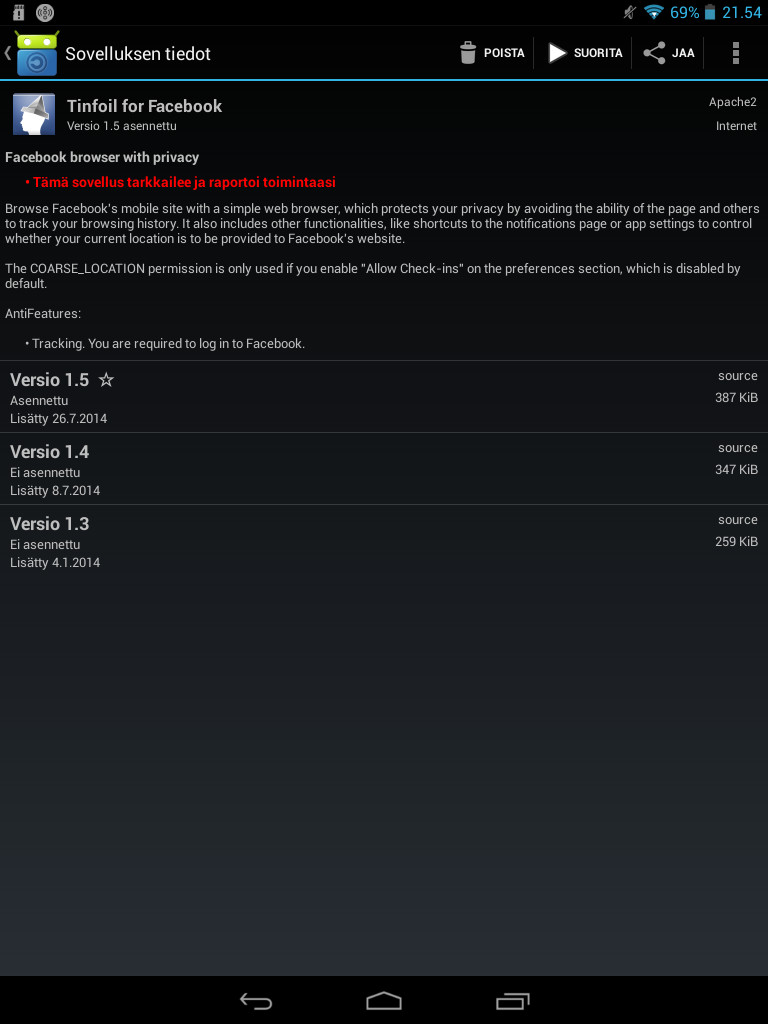 69% 21.54
Sovelluksen tiedot
POISTA
SUORITA
JAA
Tinfoil for Facebook
Apache2
Versio 1.5 asennettu
Internet
Facebook browser with privacy
• Tämä sovellus tarkkailee ja raportoi toimintaasi
Browse Facebook's mobile site with a simple web browser, which protects your privacy by avoiding the ability of the page and others
to track your browsing history. It also includes other functionalities, like shortcuts to the notifications page or app settings to control
whether your current location is to be provided to Facebook's website.
The COARSE_LOCATION permission is only used if you enable "Allow Check-ins" on the preferences section, which is disabled by
default.
AntiFeatures:
• Tracking. You are required to log in to Facebook.
Versio 1.5 ☆
source
Asennettu
387 KiB
Lisätty 26.7.2014
Versio 1.4
source
Ei asennettu
347 KiB
Lisätty 8.7.2014
Versio 1.3
source
Ei asennettu
259 KiB
Lisätty 4.1.2014